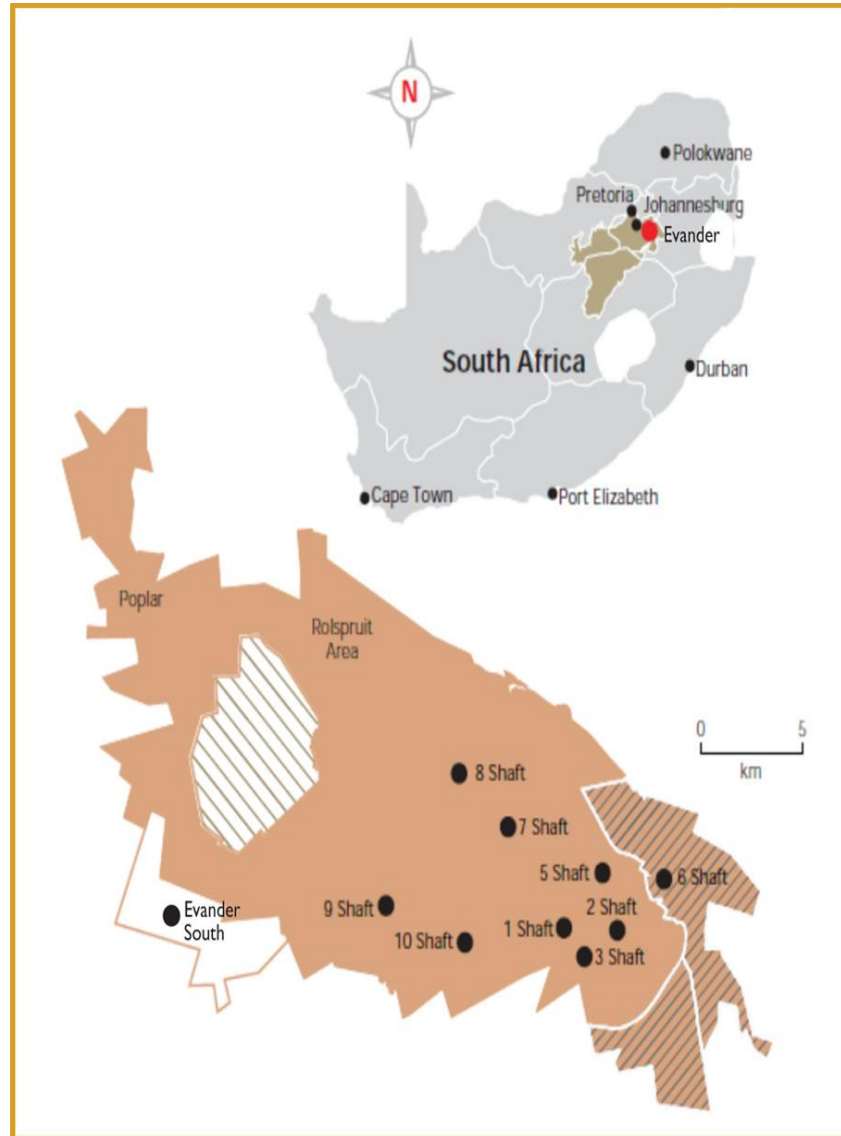 N
Polokwane
Pretoria
Johannesburg
Evander
South Africa
Durban
Cape Town
Port Elizabeth
Poplar
Rolspruit
Area
0 5
km
8 Shaft
7 Shaft
5 Shaft
6 Shaft
9 Shaft
2 Shaft
Evander
South
1 Shaft
10 Shaft
3 Shaft